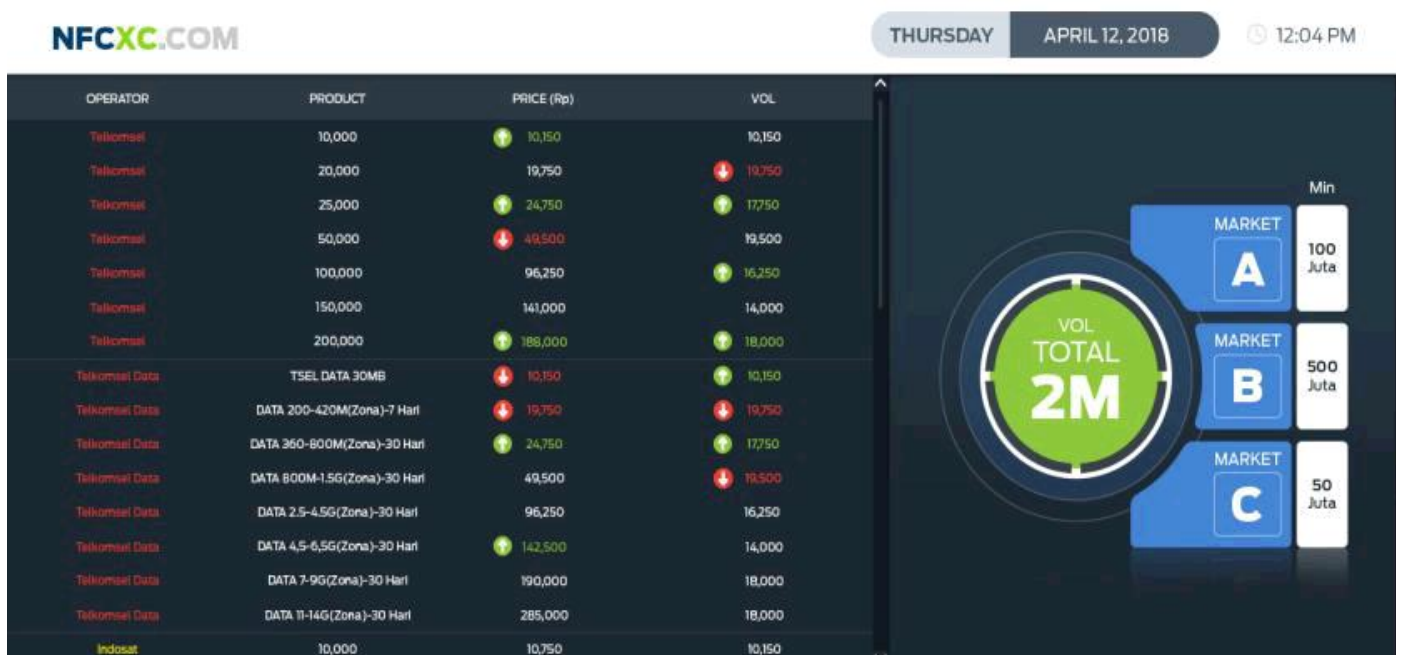 NFCXC.COM
THURSDAY APRIL 12, 2018 12:04 PM
OPERATOR PRODUCT PRICE (Rp) VOL
Telkomsel 10,000 10,150 10,150
Telkomsel 20,000 19,750 19,750
Telkomsel 25,000 24,750 17,750
Telkomsel 50,000 49,500 19,500
Telkomsel 100,000 96,250 16,250
Telkomsel 150,000 141,000 14,000
Telkomsel 200,000 188,000 18,000
Telkomsel Data TSEL DATA 30MB 10,150 10,150
Telkomsel Data DATA 200-420M(Zona)-7 Hari 19,750 19,750
Telkomsel Data DATA 360-800M(Zona)-30 Hari 24,750 17,750
Telkomsel Data DATA 800M-1.5G(Zona)-30 Hari 49,500 19,500
Telkomsel Data DATA 2.5-4.5G(Zona)-30 Hari 96,250 16,250
Telkomsel Data DATA 4,5-6,5G(Zona)-30 Hari 142,500 14,000
Telkomsel Data DATA 7-9G(Zona)-30 Hari 190,000 18,000
Telkomsel Data DATA 11-14G(Zona)-30 Hari 285,000 18,000
Indosat 10,000 10,750 10,150
VOL
TOTAL
2M
Min
MARKET
A
100
Juta
MARKET
B
500
Juta
MARKET
C
50
Juta